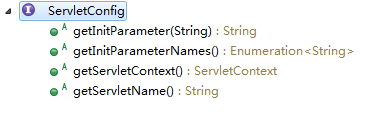 ServletConfig
getInitParameter(String) : String
getInitParameterNames() : Enumeration<String>
getServletContext() : ServletContext
getServletName() : String